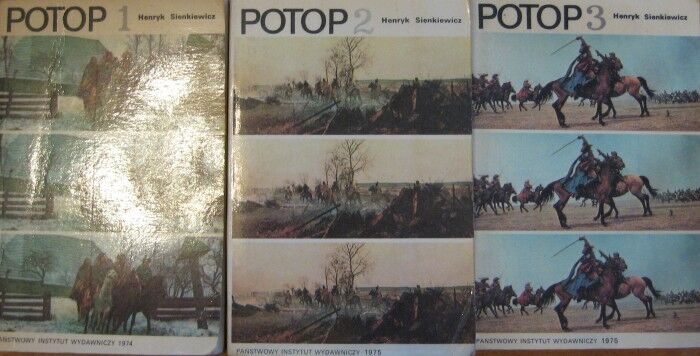 POTOP 1 Henryk Sienkiewicz
PAŃSTWOWY INSTYTUT WYDAWNICZY 1974
POTOP 2 Henryk Sienkiewicz
PAŃSTWOWY INSTYTUT WYDAWNICZY 1975
POTOP 3 Henryk Sienkiewicz
PAŃSTWOWY INSTYTUT WYDAWNICZY 1975